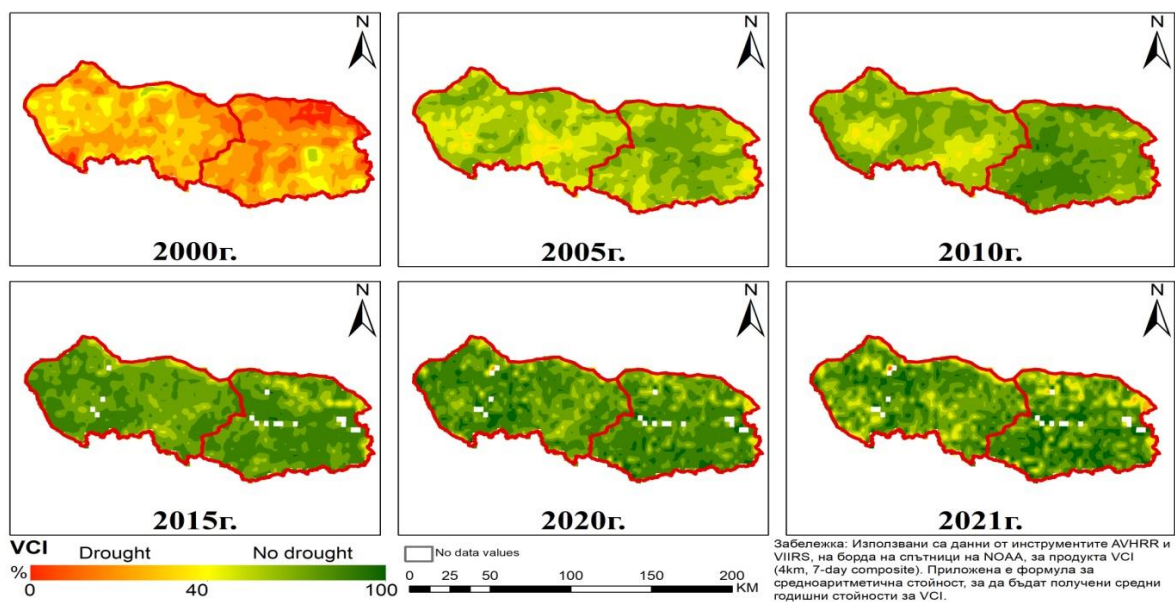 N
N
N
2000г.
2005г.
2010г.
N
N
N
2015г.
2020г.
2021г.
VCI
Drought No drought
%
0 40 100
No data values
0 25 50 100 150 200
KM
Забележка: Използвани са данни от инструментите AVHRR и
VIIRS, на борда на спътници на NOAA, за продукта VCI
(4km, 7-day composite). Приложена е формула за
средноаритметична стойност, за да бъдат получени средни
годишни стойности за VCI.